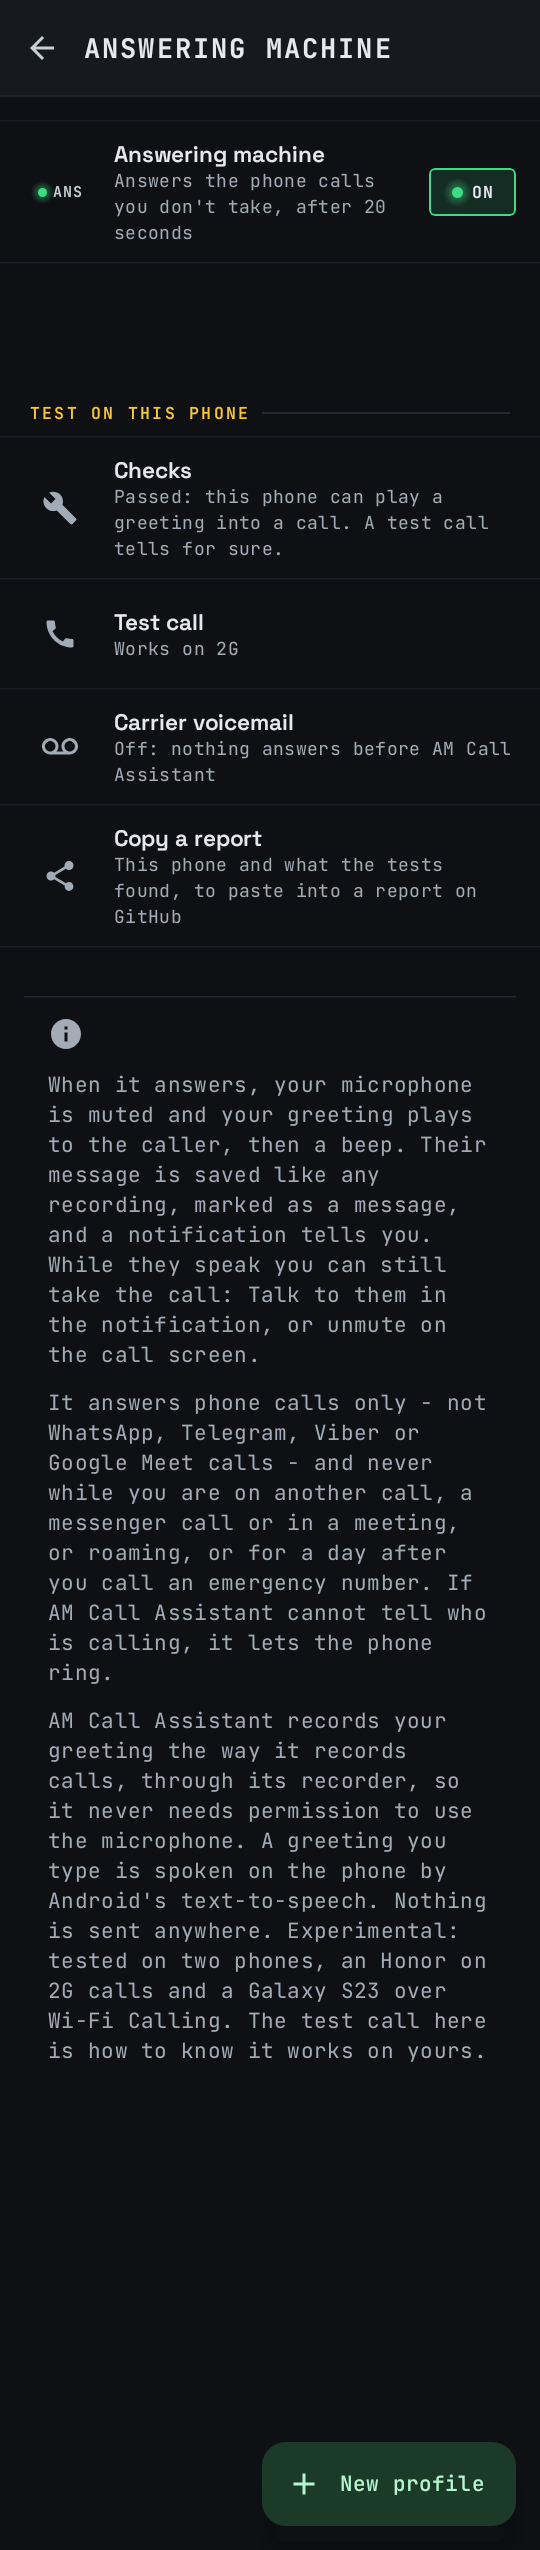 ANSWERING MACHINE
Answering machine
ANS
Answers the phone calls
you don't take, after 20
seconds
ON
TEST ON THIS PHONE
Checks
Passed: this phone can play a
greeting into a call. A test call
tells for sure.
Test call
Works on 2G
Carrier voicemail
Off: nothing answers before AM Call
Assistant
Copy a report
This phone and what the tests
found, to paste into a report on
GitHub
When it answers, your microphone
is muted and your greeting plays
to the caller, then a beep. Their
message is saved like any
recording, marked as a message,
and a notification tells you.
While they speak you can still
take the call: Talk to them in
the notification, or unmute on
the call screen.
It answers phone calls only - not
WhatsApp, Telegram, Viber or
Google Meet calls - and never
while you are on another call, a
messenger call or in a meeting,
or roaming, or for a day after
you call an emergency number. If
AM Call Assistant cannot tell who
is calling, it lets the phone
ring.
AM Call Assistant records your
greeting the way it records
calls, through its recorder, so
it never needs permission to use
the microphone. A greeting you
type is spoken on the phone by
Android's text-to-speech. Nothing
is sent anywhere. Experimental:
tested on two phones, an Honor on
2G calls and a Galaxy S23 over
Wi-Fi Calling. The test call here
is how to know it works on yours.
New profile